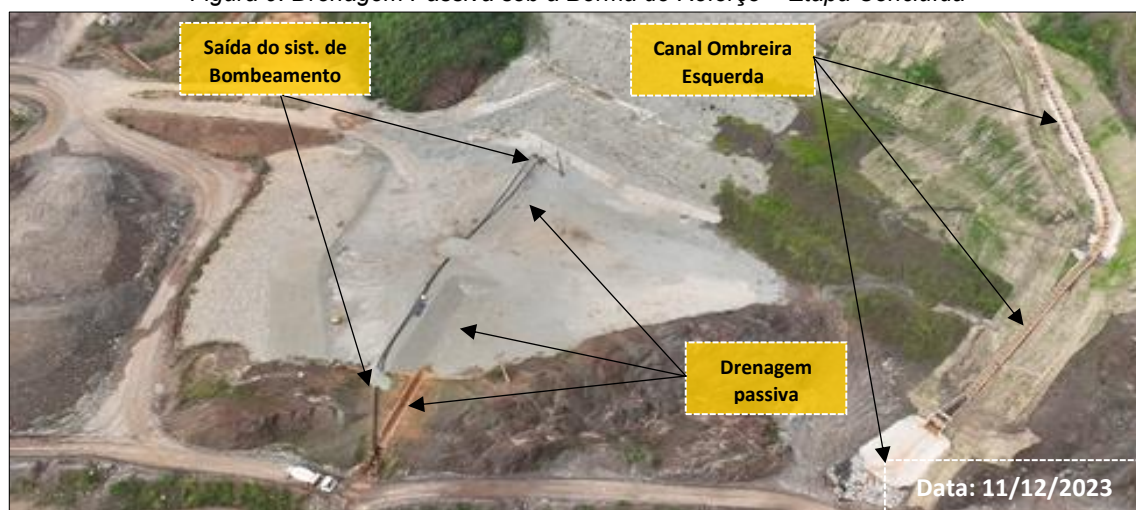 Saída do sist. de
Bombeamento
Canal Ombreira
Esquerda
Drenagem
passiva
Data: 11/12/2023